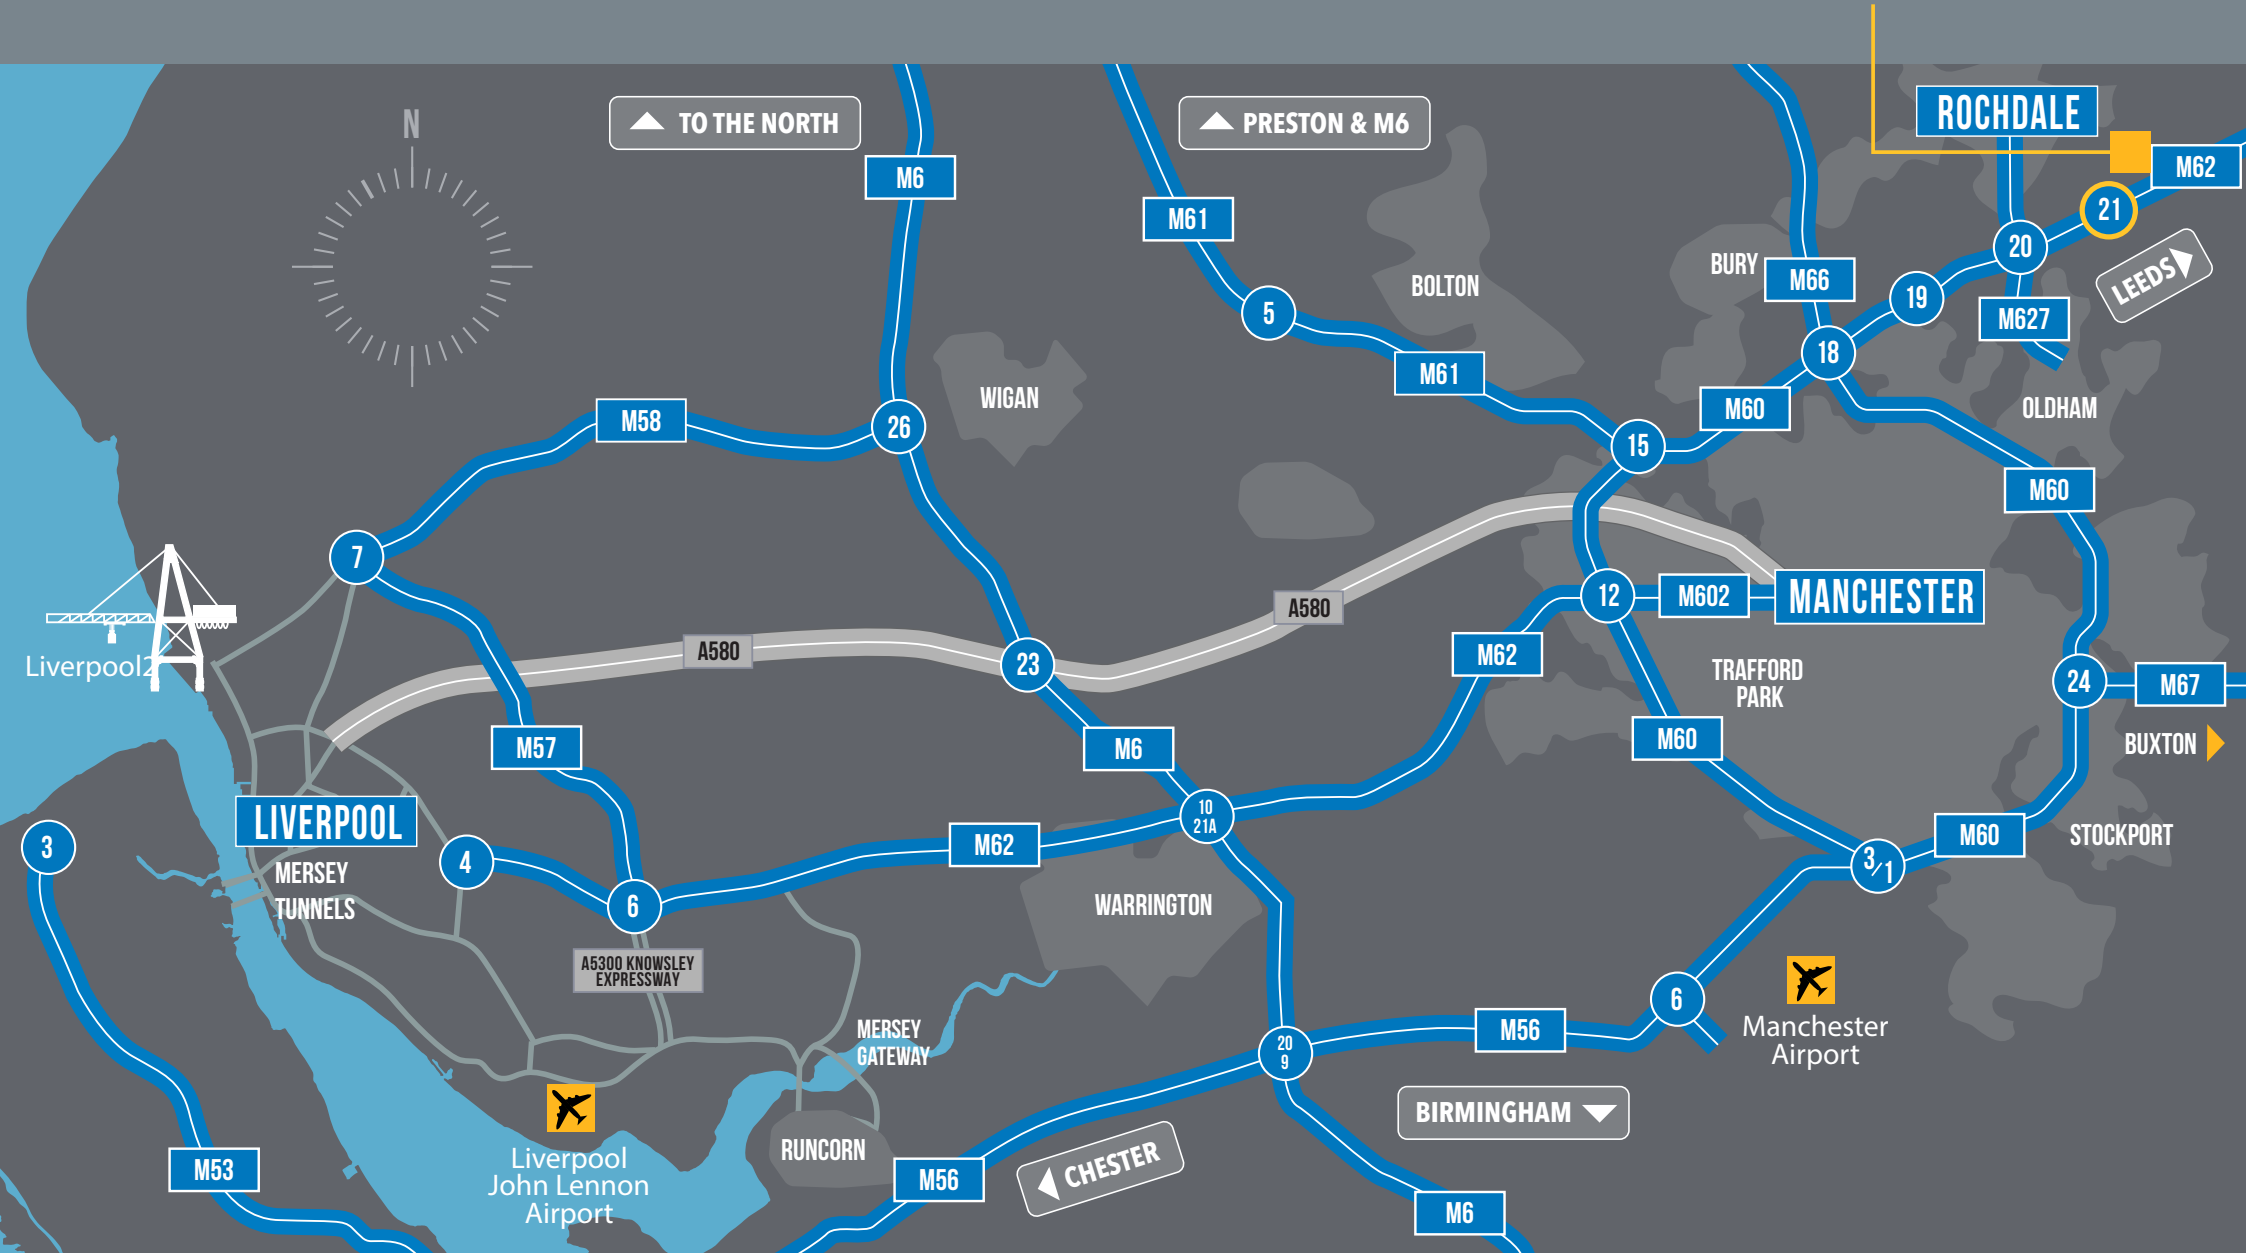 N
TO THE NORTH
PRESTON & M6
ROCHDALE
M6
M62
M61
21
20
LEEDS
BURY
M66
BOLTON
19
5
M627
18
M61
WIGAN
M60
OLDHAM
M58
26
15
M60
7
A580
12
M602
MANCHESTER
Liverpool2
A580
23
M62
TRAFFORD
PARK
24
M67
M57
M6
M60
BUXTON
10
21A
LIVERPOOL
M62
M60
STOCKPORT
3
4
3/1
MERSEY
TUNNELS
6
WARRINGTON
A5300 KNOWSLEY
EXPRESSWAY
6
MERSEY
GATEWAY
M56
Manchester
Airport
20
9
BIRMINGHAM
RUNCORN
CHESTER
M53
Liverpool
John Lennon
Airport
M56
M6